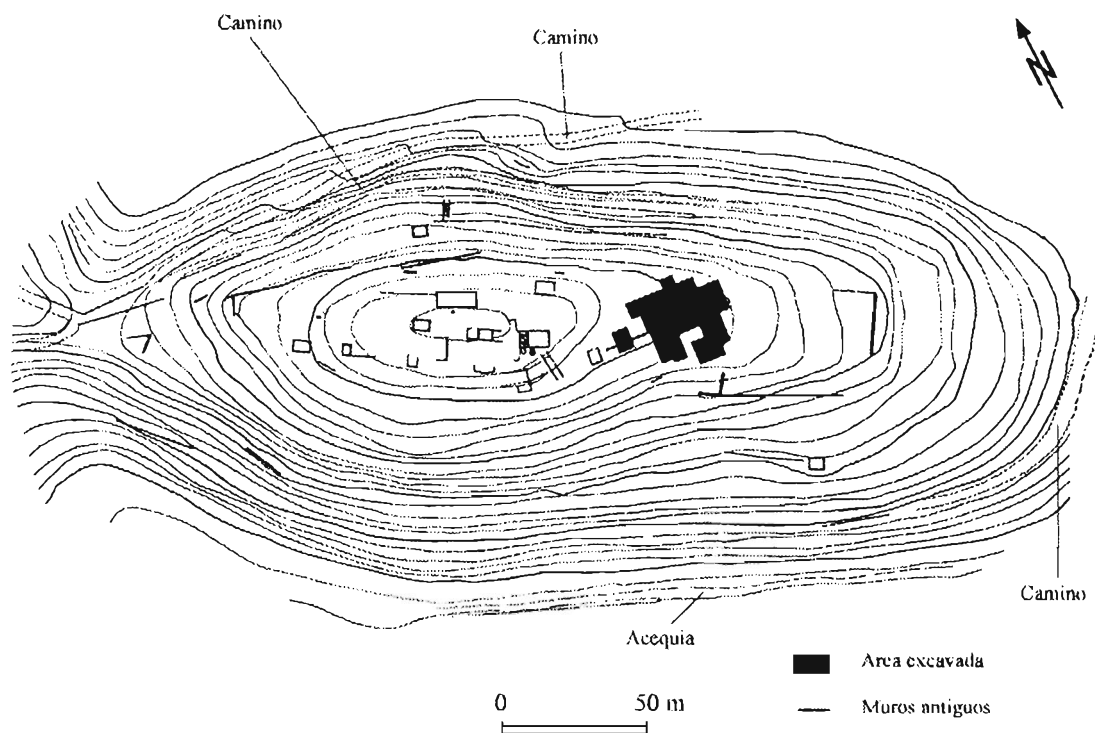 Camino
Camino
N
Camino
Acequia
Area excavada
0 50 m
Muros antiguos